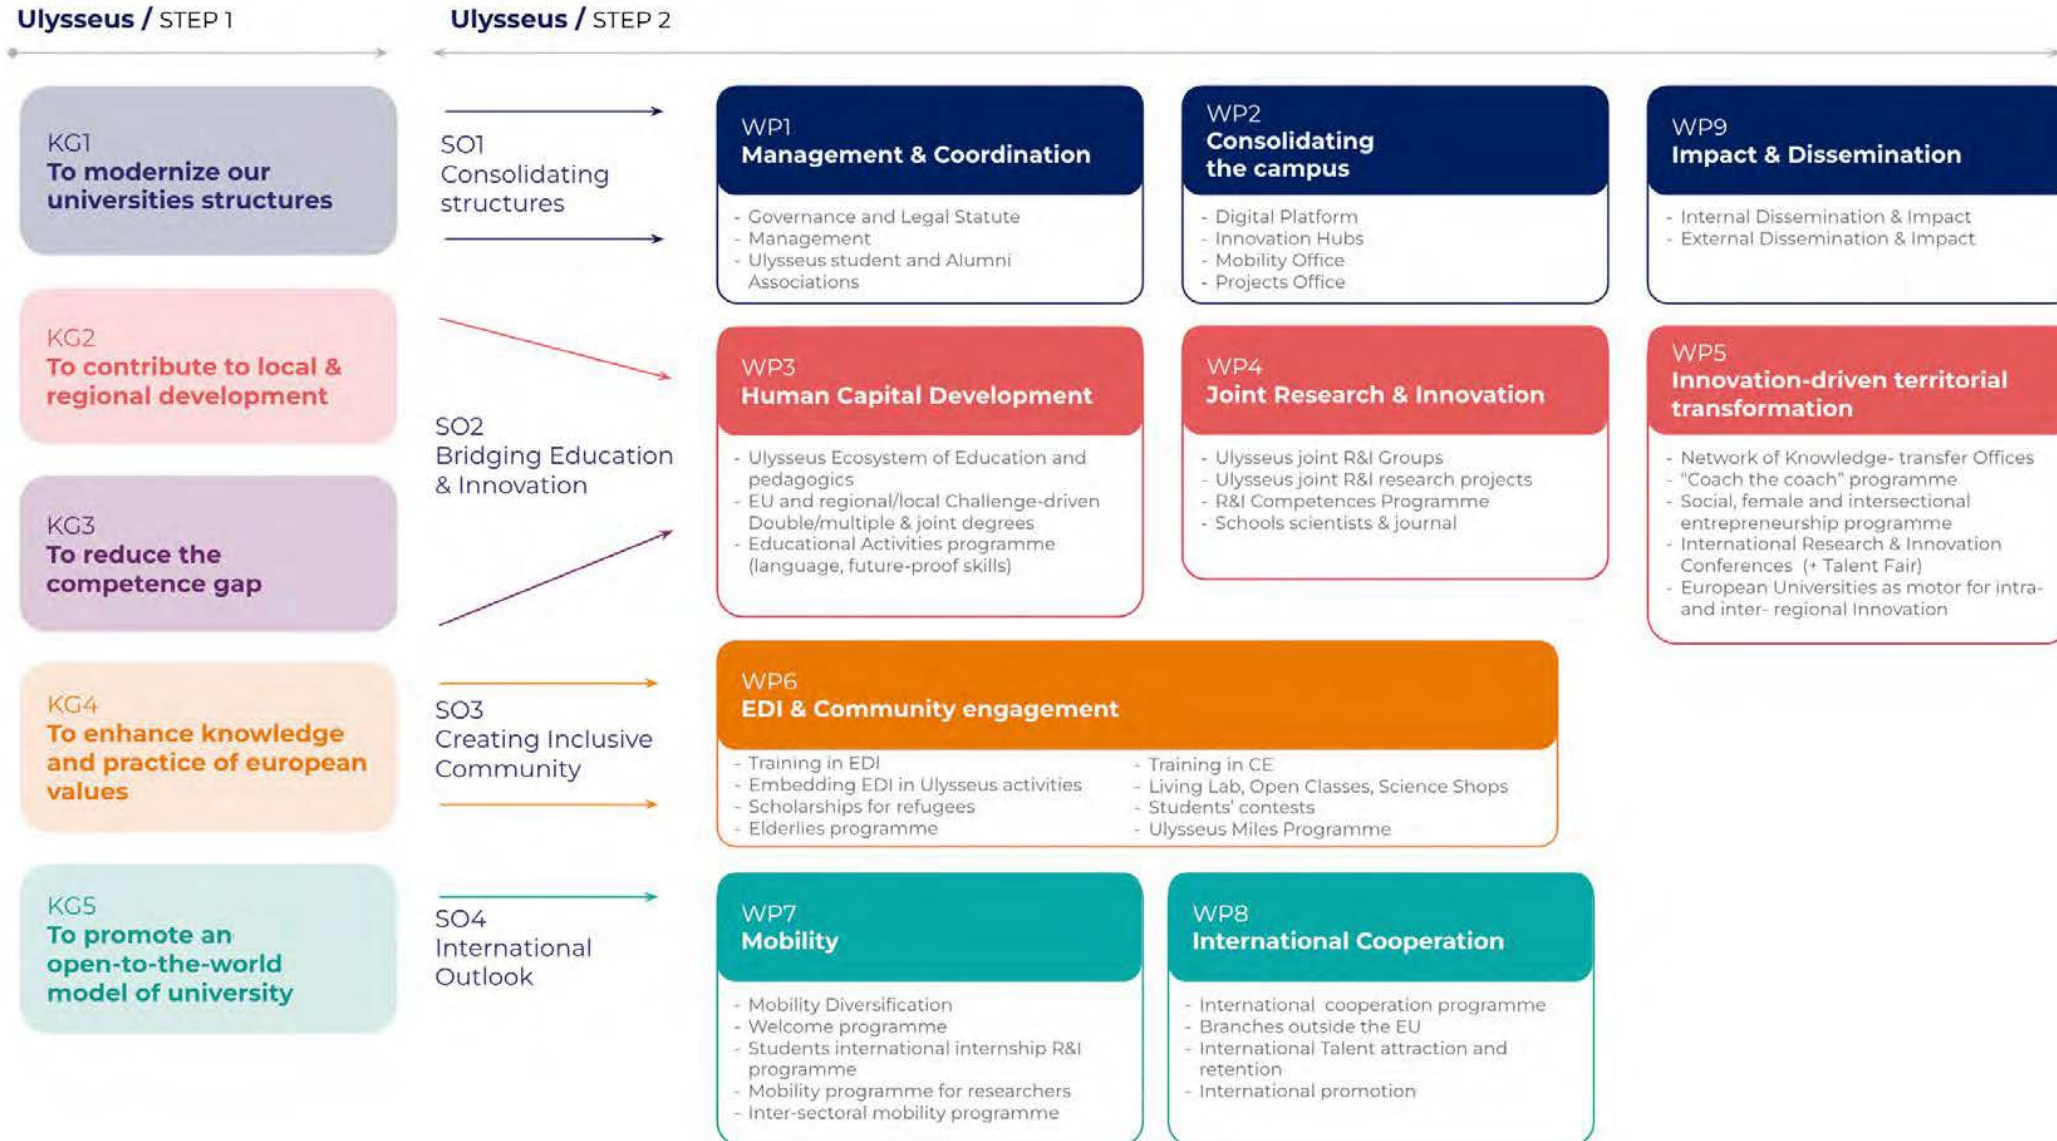 Ulysseus / STEP 1
Ulysseus / STEP 2
KG1
To modernize our
universities structures
KG2
To contribute to local &
regional development
KG3
To reduce the
competence gap
KG4
To enhance knowledge
and practice of european
values
KG5
To promote an
open-to-the-world
model of university
SO1
Consolidating
structures
SO2
Bridging Education
& Innovation
SO3
Creating Inclusive
Community
SO4
International
Outlook
WP1
Management & Coordination
- Governance and Legal Statute
- Management
- Ulysseus student and Alumni
Associations
WP2
Consolidating
the campus
- Digital Platform
- Innovation Hubs
- Mobility Office
- Projects Office
WP9
Impact & Dissemination
- Internal Dissemination & Impact
- External Dissemination & Impact
WP3
Human Capital Development
- Ulysseus Ecosystem of Education and
pedagogics
- EU and regional/local Challenge-driven
Double/multiple & joint degrees
- Educational Activities programme
(language, future-proof skills)
WP4
Joint Research & Innovation
- Ulysseus joint R&I Groups
- Ulysseus joint R&I research projects
- R&I Competences Programme
- Schools scientists & journal
WP5
Innovation-driven territorial
transformation
- Network of Knowledge- transfer Offices
- “Coach the coach” programme
- Social, female and intersectional
entrepreneurship programme
- International Research & Innovation
Conferences (+ Talent Fair)
- European Universities as motor for intra-
and inter- regional Innovation
WP6
EDI & Community engagement
- Training in EDI
- Embedding EDI in Ulysseus activities
- Scholarships for refugees
- Elderlies programme
- Training in CE
- Living Lab, Open Classes, Science Shops
- Students’ contests
- Ulysseus Miles Programme
WP7
Mobility
- Mobility Diversification
- Welcome programme
- Students international internship R&I
programme
- Mobility programme for researchers
- Inter-sectoral mobility programme
WP8
International Cooperation
- International cooperation programme
- Branches outside the EU
- International Talent attraction and
retention
- International promotion